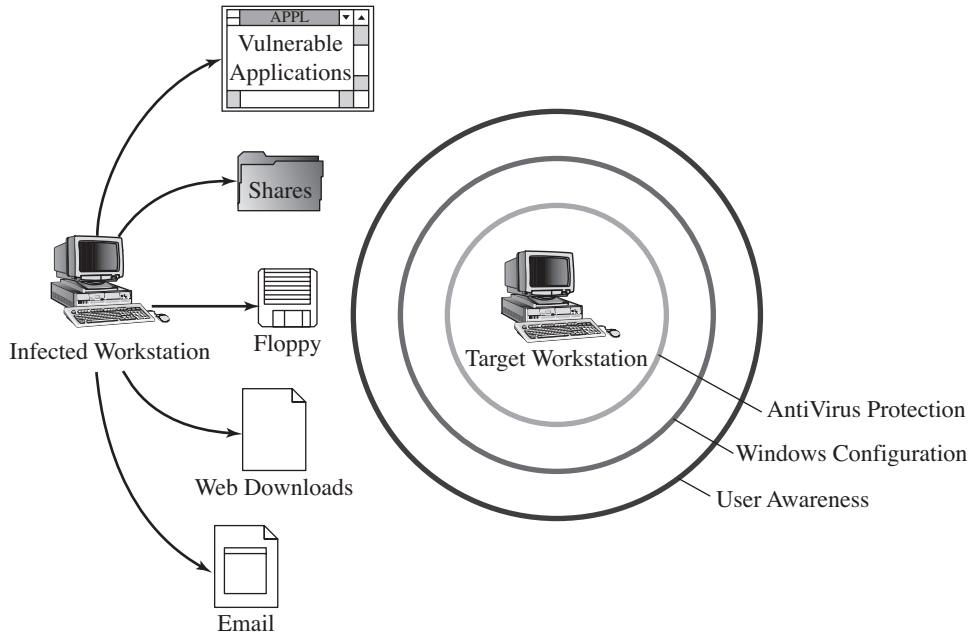 APPL
Vulnerable
Applications
Shares
Infected Workstation
Floppy
Target Workstation
AntiVirus Protection
Windows Configuration
Web Downloads
User Awareness
Email